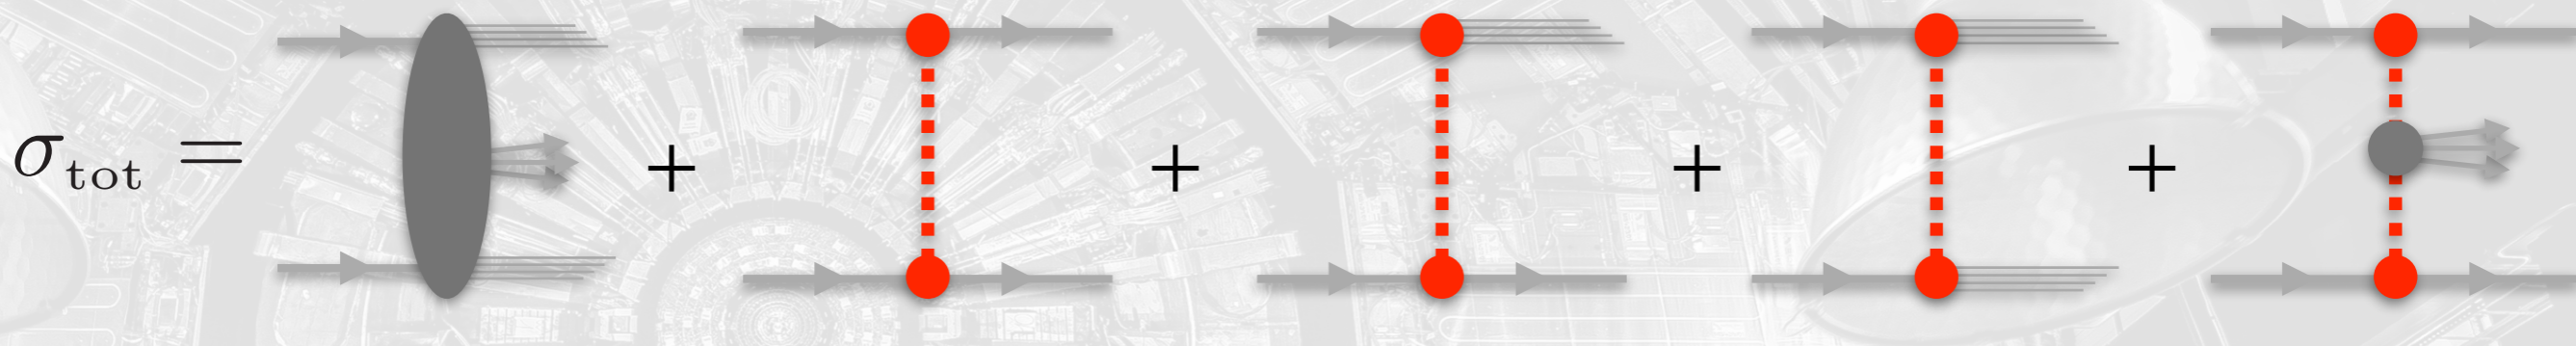 σ_tot = + + + +